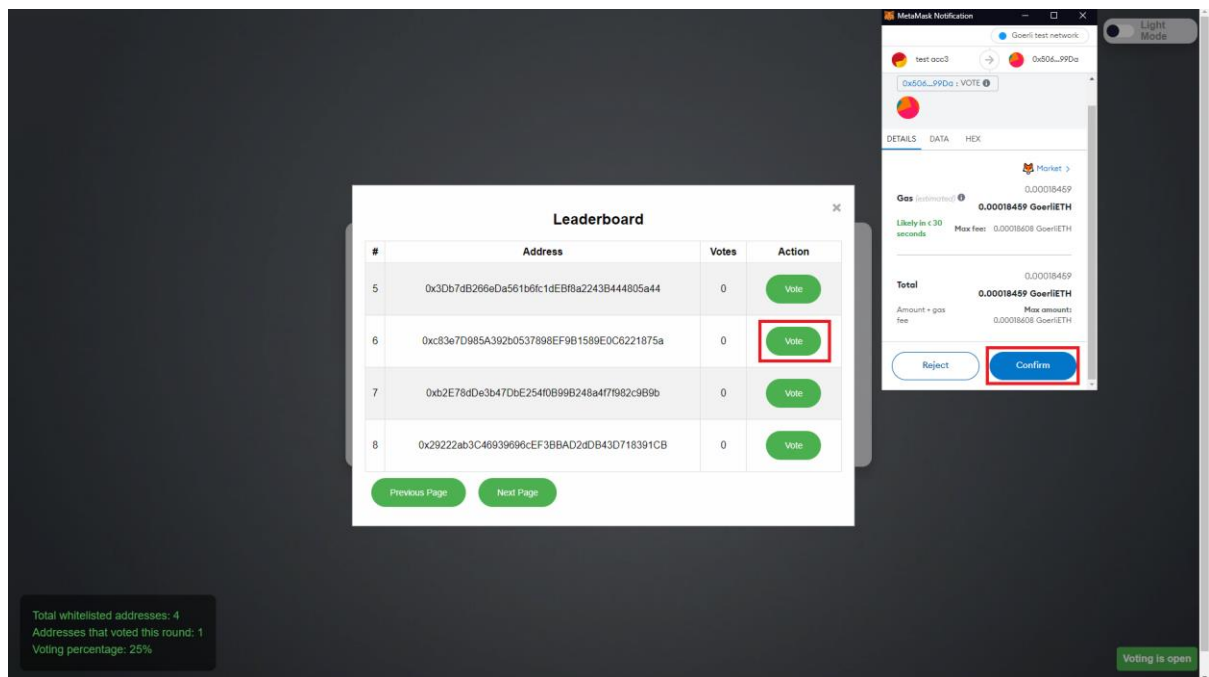 MetaMask Notification
Goerli test network
Light
Mode
test acc3
0x506...99Da
0x506...99Da : VOTE
DETAILS DATA HEX
Market >
0.00018459
Gas (estimated) 0.00018459 GoerliETH
Likely in < 30
seconds
Max fee: 0.00018608 GoerliETH
0.00018459
Total
0.00018459 GoerliETH
Amount + gas
fee
Max amount:
0.00018608 GoerliETH
Reject Confirm
Leaderboard
# Address Votes Action
5 0x3Db7dB266eDa561b6fc1dEBf8a2243B444805a44 0 Vote
6 0xc83e7D985A392b0537898EF9B1589E0C6221875a 0 Vote
7 0xb2E78dDe3b47DbE254f0B99B248a4f7f982c9B9b 0 Vote
8 0x29222ab3C46939696cEF3BBAD2dDB43D718391CB 0 Vote
Previous Page Next Page
Total whitelisted addresses: 4
Addresses that voted this round: 1
Voting percentage: 25%
Voting is open